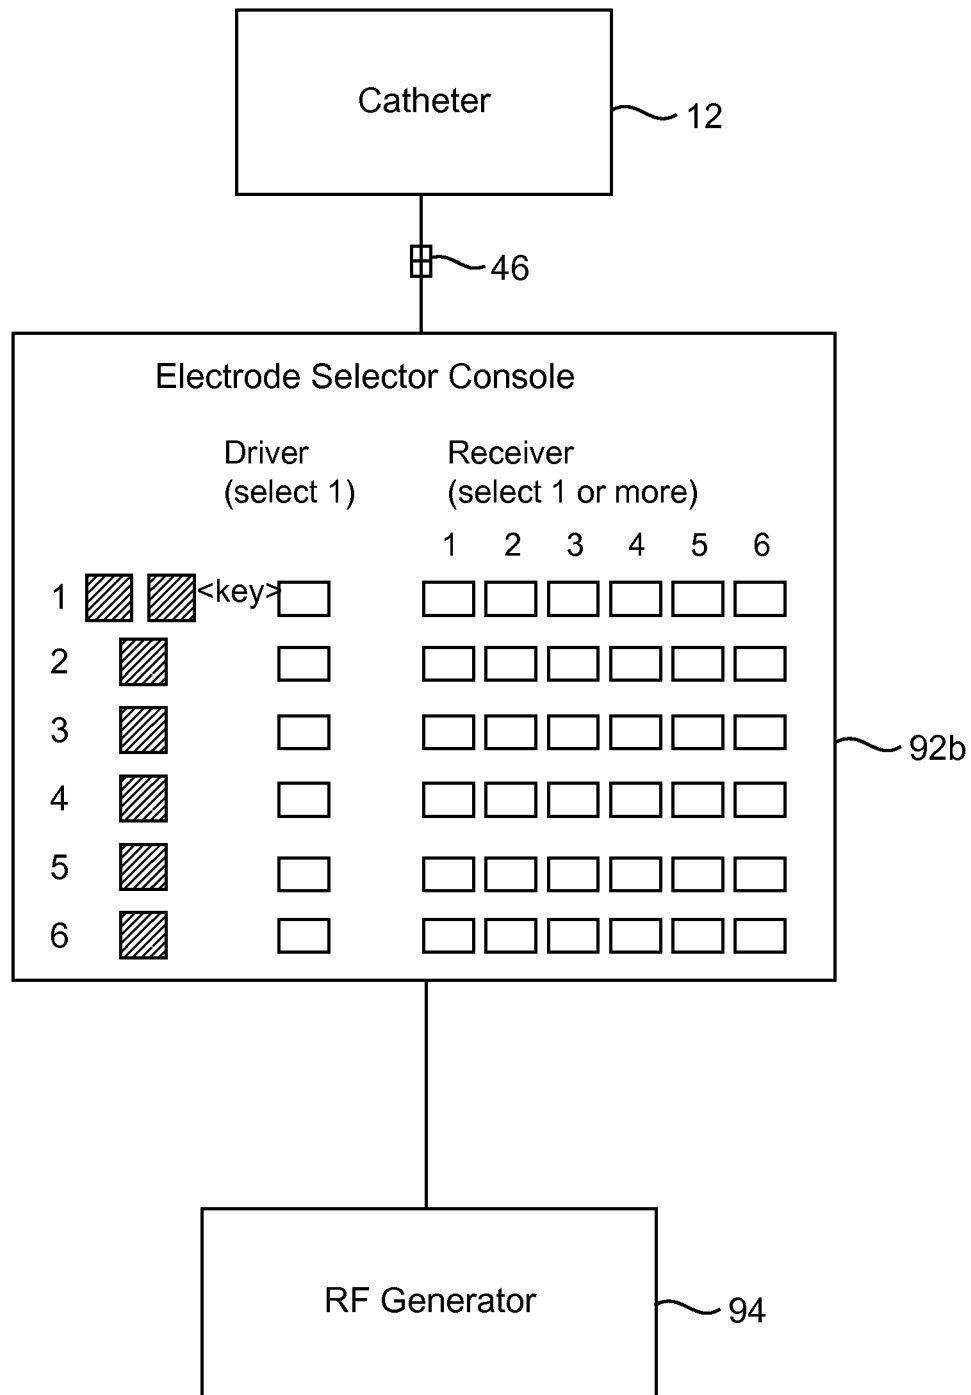 Catheter
12
46
Electrode Selector Console
Driver
(select 1)
Receiver
(select 1 or more)
1 2 3 4 5 6
1 <key>
2
3
92b
4
5
6
RF Generator
94